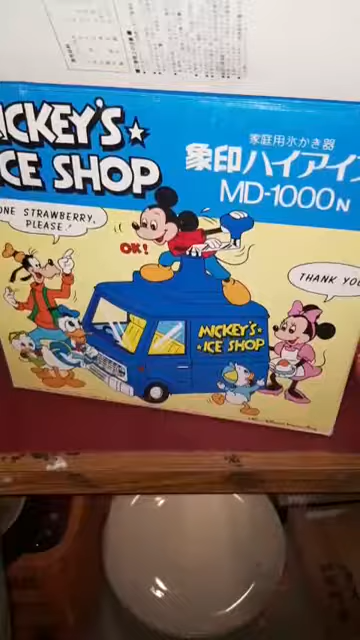 MICKEY'S
ICE SHOP
家庭用氷かき器
象印ハイアイス
MD-1000N
ONE STRAWBERRY,
PLEASE!
OK!
THANK YOU
MICKEY'S
ICE SHOP